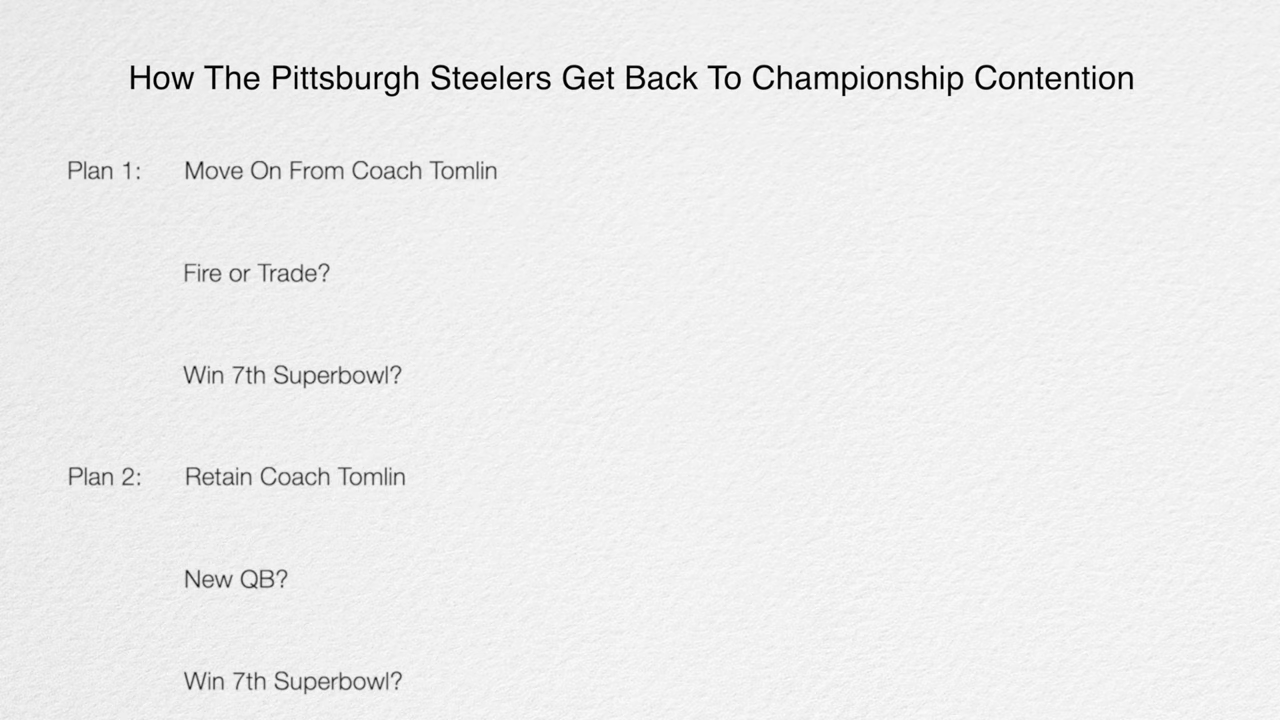 How The Pittsburgh Steelers Get Back To Championship Contention
Plan 1: Move On From Coach Tomlin
Fire or Trade?
Win 7th Superbowl?
Plan 2: Retain Coach Tomlin
New QB?
Win 7th Superbowl?